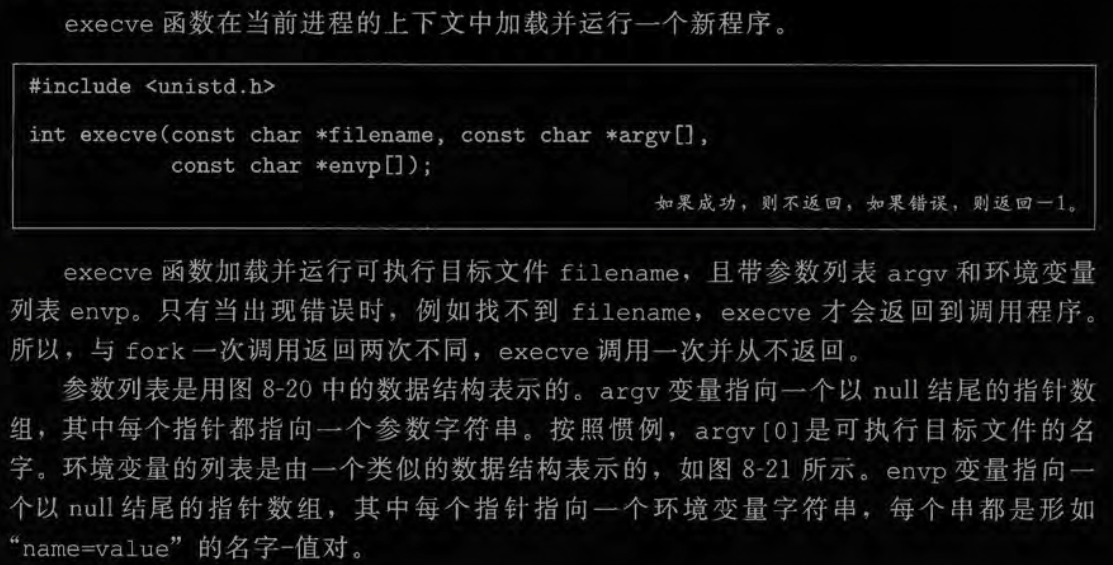 execve 函数在当前进程的上下文中加载并运行一个新程序。
#include <unistd.h>
int execve(const char *filename, const char *argv[],
const char *envp[]);
如果成功，则不返回，如果错误，则返回－1。
execve 函数加载并运行可执行目标文件 filename，且带参数列表 argv 和环境变量
列表 envp。只有当出现错误时，例如找不到 filename，execve 才会返回到调用程序。
所以，与 fork 一次调用返回两次不同，execve 调用一次并从不返回。
参数列表是用图 8-20 中的数据结构表示的。argv 变量指向一个以 null 结尾的指针数
组，其中每个指针都指向一个参数字符串。按照惯例，argv[0]是可执行目标文件的名
字。环境变量的列表是由一个类似的数据结构表示的，如图 8-21 所示。envp 变量指向一
个以 null 结尾的指针数组，其中每个指针指向一个环境变量字符串，每个串都是形如
“name=value” 的名字-值对。